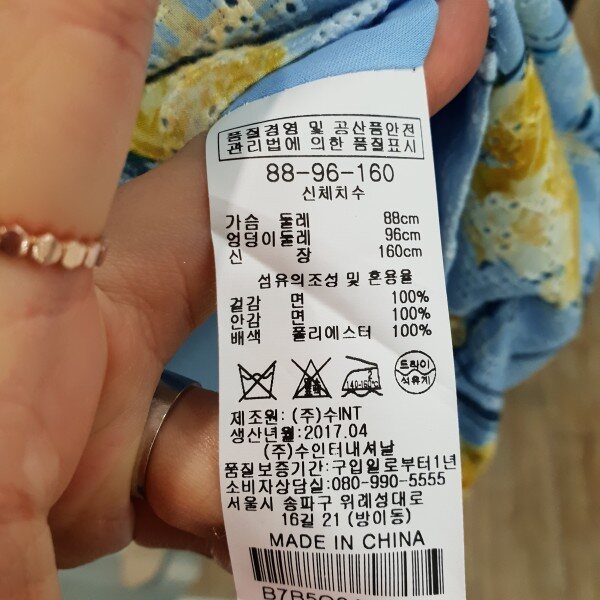 품질경영 및 공산품안전
관리법에 의한 품질표시
88-96-160
신체치수
가슴 둘레 88cm
엉덩이둘레 96cm
신 장 160cm
섬유의조성 및 혼용율
겉감 면 100%
안감 면 100%
배색 폴리에스터 100%
140-160℃
드라이
석유계
제조원: (주)수INT
생산년월:2017.04
(주)수인터내셔날
품질보증기간:구입일로부터1년
소비자상담실:080-990-5555
서울시 송파구 위례성대로
16길 21 (방이동)
MADE IN CHINA